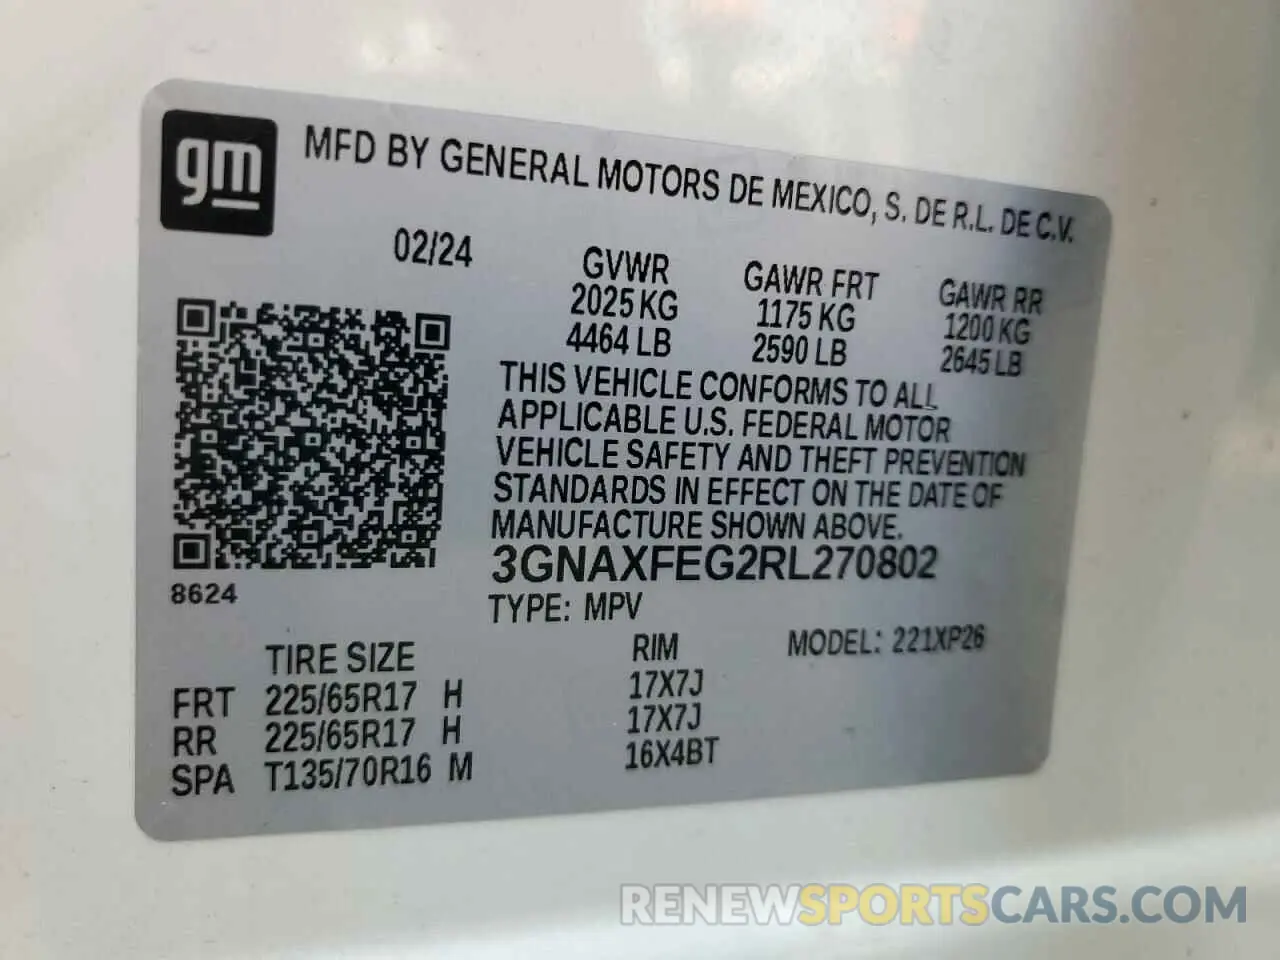 gm
MFD BY GENERAL MOTORS DE MEXICO, S. DE R.L. DE C.V.
02/24
GVWR GAWR FRT GAWR RR
2025 KG 1175 KG 1200 KG
4464 LB 2590 LB 2645 LB
THIS VEHICLE CONFORMS TO ALL
APPLICABLE U.S. FEDERAL MOTOR
VEHICLE SAFETY AND THEFT PREVENTION
STANDARDS IN EFFECT ON THE DATE OF
MANUFACTURE SHOWN ABOVE.
3GNAXFEG2RL270802
8624
TYPE: MPV MODEL: 221XP26
TIRE SIZE RIM
FRT 225/65R17 H 17X7J
RR 225/65R17 H 17X7J
SPA T135/70R16 M 16X4BT
RENEWSPORTSCARS.COM